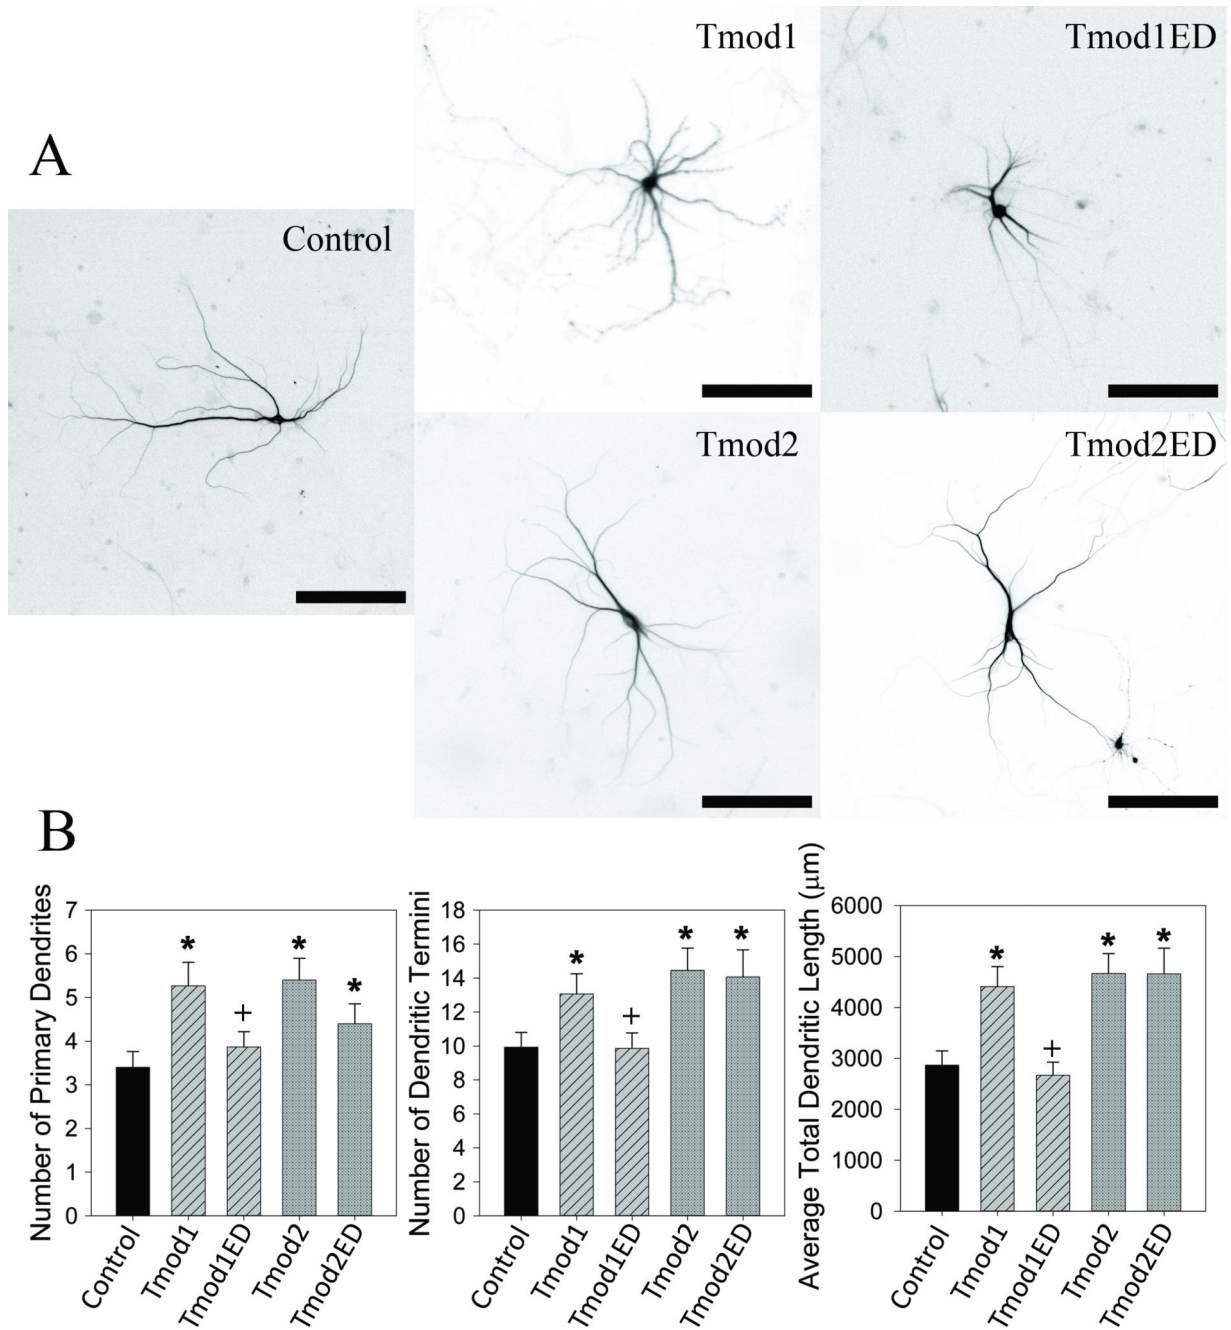 A
Control
Tmod1
Tmod1ED
Tmod2
Tmod2ED
B
Number of Primary Dendrites
7
6
5
4
3
2
1
0
*
+
*
*
Control
Tmod1
Tmod1ED
Tmod2
Tmod2ED
Number of Dendritic Termini
18
16
14
12
10
8
6
4
2
0
*
+
*
*
Control
Tmod1
Tmod1ED
Tmod2
Tmod2ED
Average Total Dendritic Length (μm)
6000
5000
4000
3000
2000
1000
0
*
+
*
*
Control
Tmod1
Tmod1ED
Tmod2
Tmod2ED